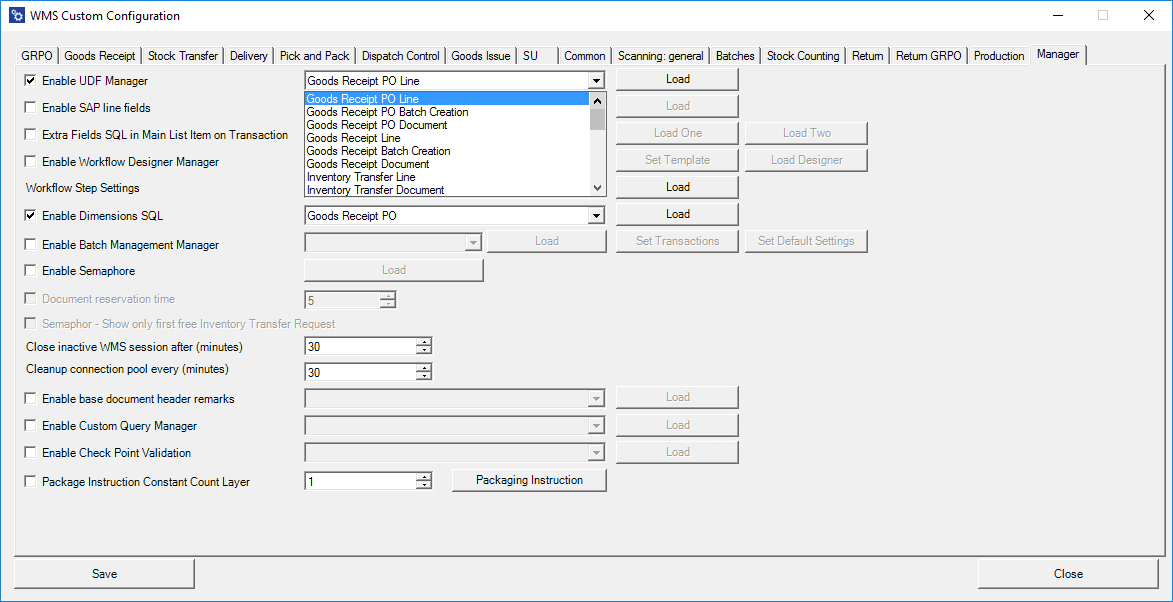 WMS Custom Configuration
GRPO Goods Receipt Stock Transfer Delivery Pick and Pack Dispatch Control Goods Issue SU Common Scanning: general Batches Stock Counting Return Return GRPO Production Manager
Enable UDF Manager Goods Receipt PO Line Load
Goods Receipt PO Line
Enable SAP line fields Goods Receipt PO Batch Creation Load
Goods Receipt PO Document
Extra Fields SQL in Main List Item on Transaction Goods Receipt Line Load One Load Two
Goods Receipt Batch Creation
Enable Workflow Designer Manager Goods Receipt Document Set Template Load Designer
Inventory Transfer Line
Workflow Step Settings Inventory Transfer Document Load
Enable Dimensions SQL Goods Receipt PO Load
Enable Batch Management Manager Load Set Transactions Set Default Settings
Enable Semaphore Load
Document reservation time 5
Semaphor - Show only first free Inventory Transfer Request
Close inactive WMS session after (minutes) 30
Cleanup connection pool every (minutes) 30
Enable base document header remarks Load
Enable Custom Query Manager Load
Enable Check Point Validation Load
Package Instruction Constant Count Layer 1 Packaging Instruction
Save Close